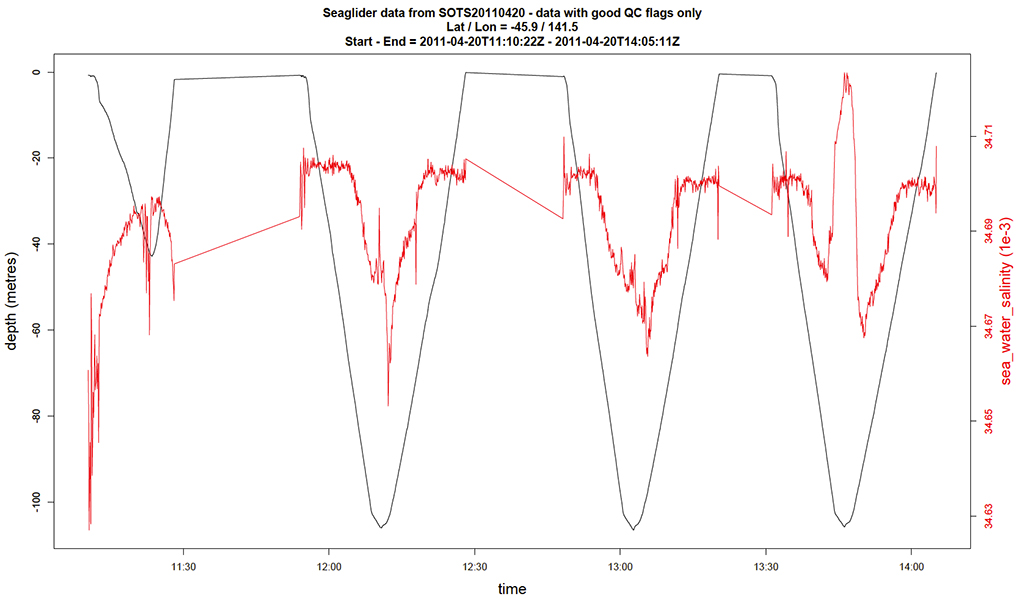 Seaglider data from SOTS20110420 - data with good QC flags only
Lat / Lon = -45.9 / 141.5
Start - End = 2011-04-20T11:10:22Z - 2011-04-20T14:05:11Z
depth (metres)
0
-20
-40
-60
-80
-100
34.71
34.69
34.67
34.65
34.63
sea_water_salinity (1e-3)
11:30 12:00 12:30 13:00 13:30 14:00
time